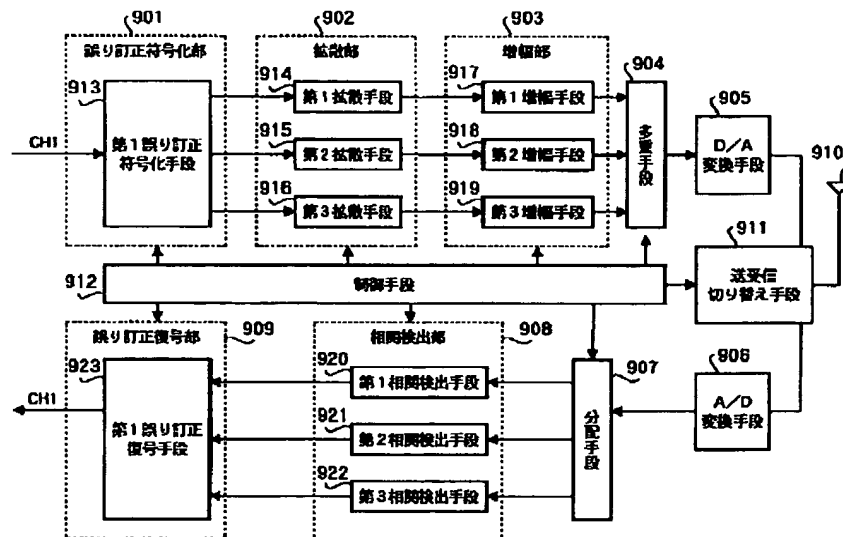 901
902
903
誤り訂正符号化部
拡散部
増幅部
904
913
914
917
第1拡散手段
第1増幅手段
905
CH1
第1誤り訂正
符号化手段
915
918
第2拡散手段
第2増幅手段
多重手段
D/A
変換手段
910
916
919
第3拡散手段
第3増幅手段
911
912
制御手段
送受信
切り替え手段
誤り訂正復号部
909
相関検出部
908
923
920
907
906
第1相関検出手段
CH1
第1誤り訂正
復号手段
921
第2相関検出手段
分配手段
A/D
変換手段
922
第3相関検出手段